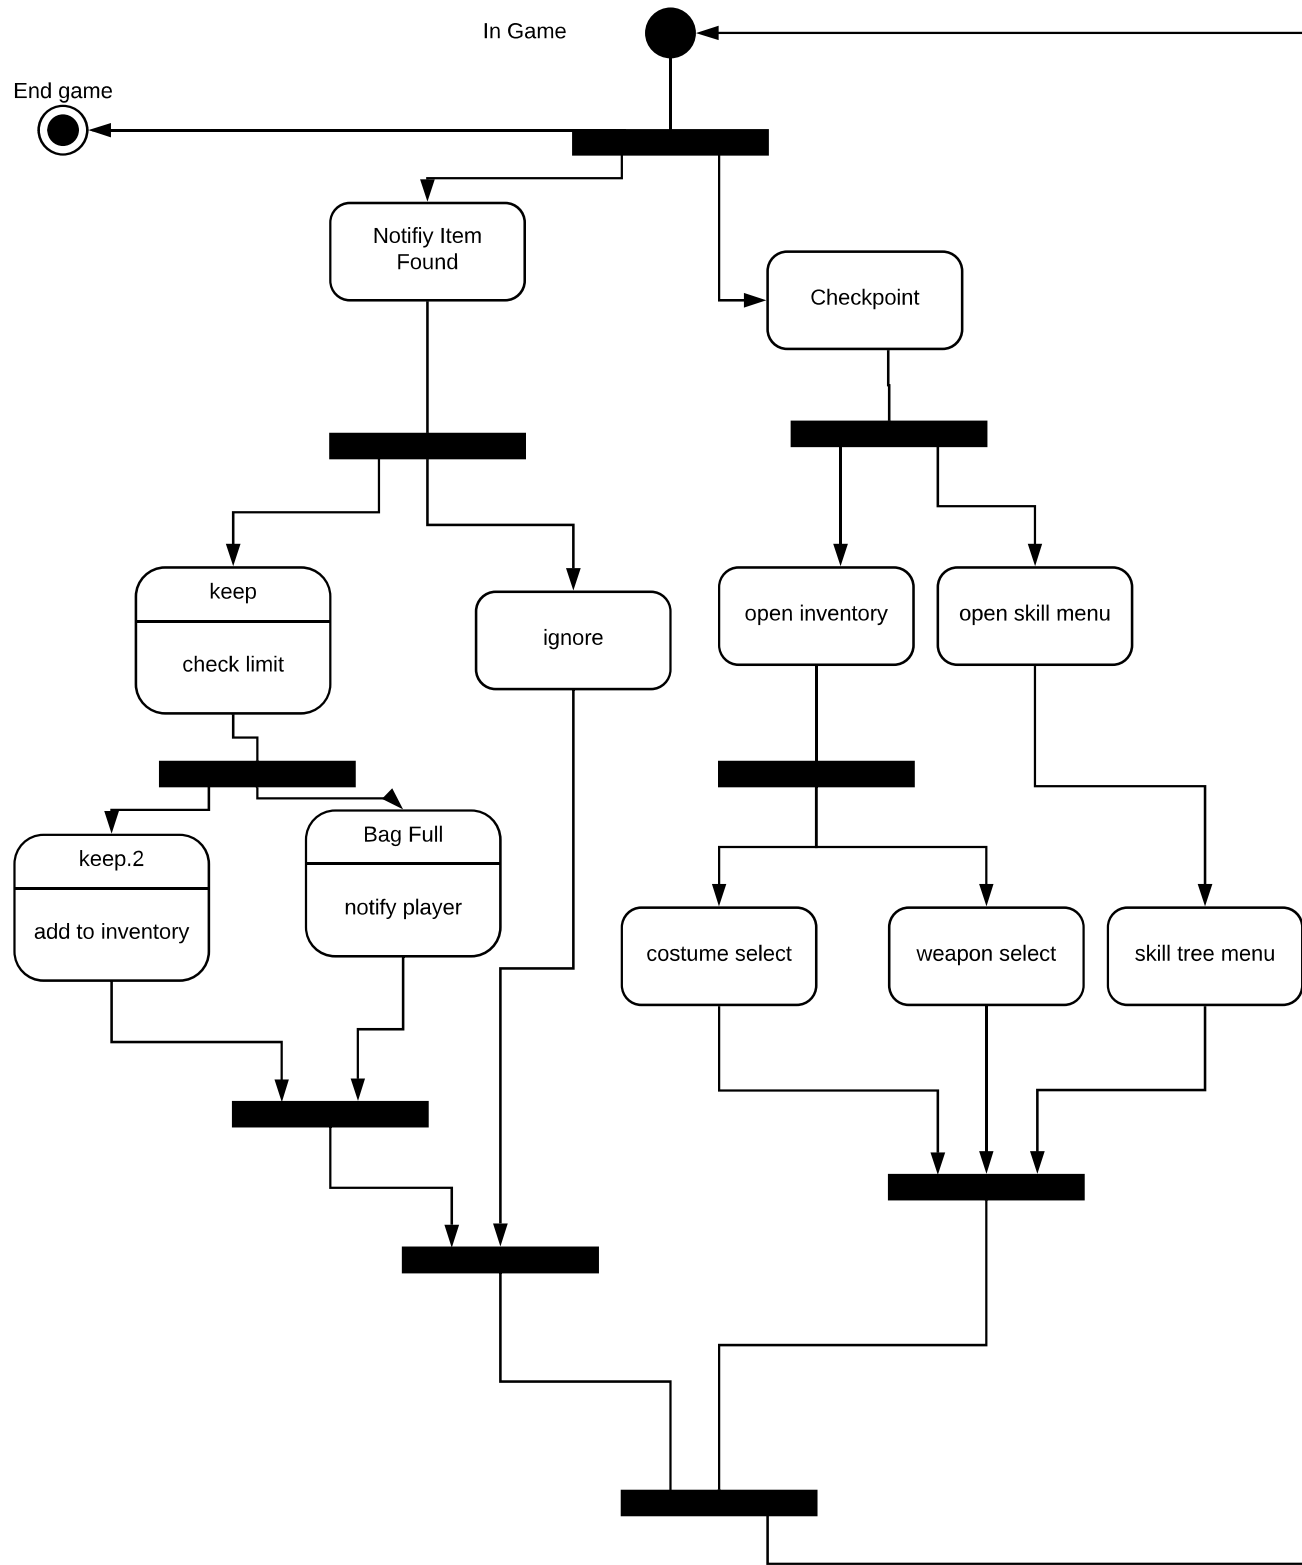 In Game
End game
Notifiy Item
Found
Checkpoint
keep
check limit
ignore
open inventory
open skill menu
keep.2
add to inventory
Bag Full
notify player
costume select
weapon select
skill tree menu